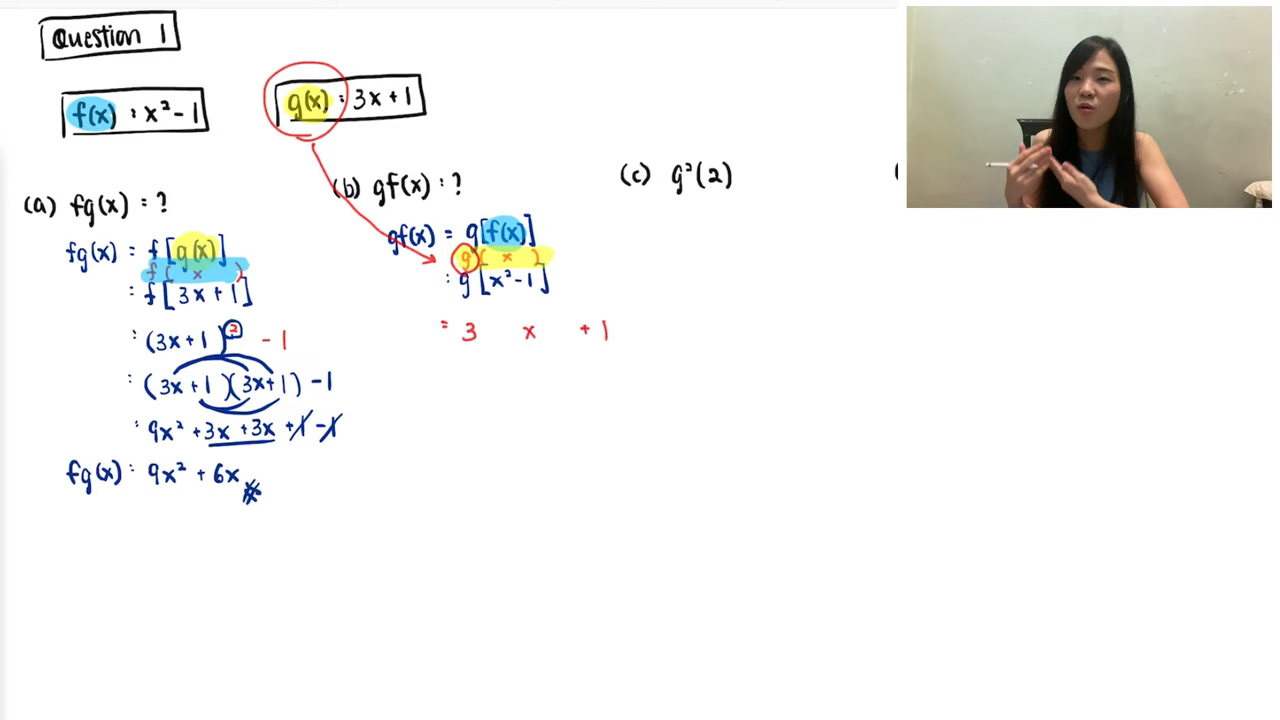 Question 1
f(x) : x² - 1
g(x) : 3x + 1
(a) fg(x) = ?
fg(x) = f[g(x)]
f( x )
: f[3x + 1]
: (3x + 1)² - 1
: (3x + 1)(3x + 1) - 1
: 9x² + 3x + 3x + 1 - 1
fg(x) : 9x² + 6x
(b) gf(x) : ?
gf(x) = g[f(x)]
g( x )
: g[x² - 1]
= 3 x + 1
(c) g²(2)